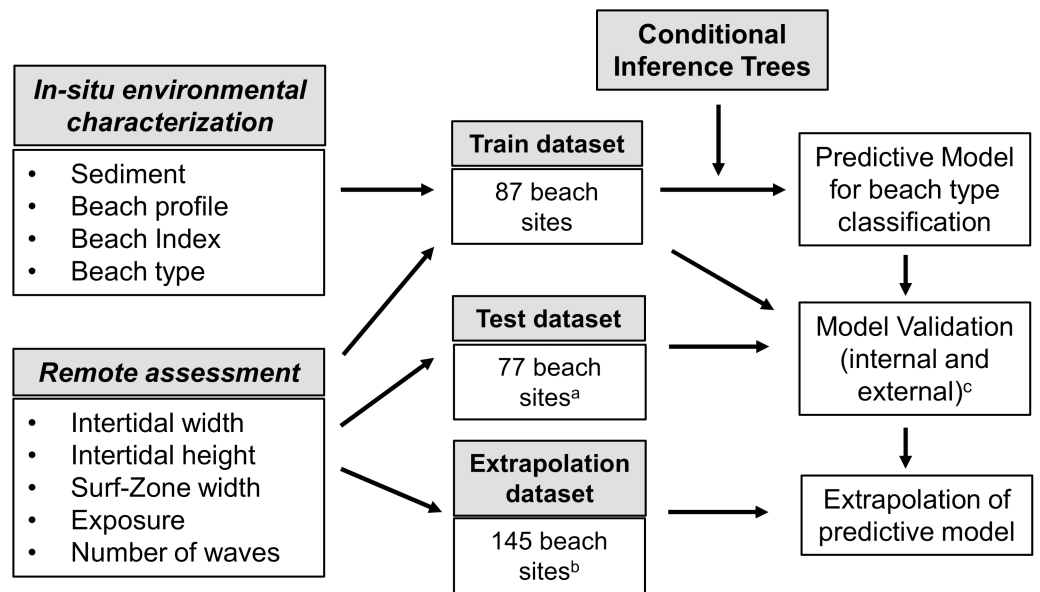 In-situ environmental
characterization
• Sediment
• Beach profile
• Beach Index
• Beach type
Remote assessment
• Intertidal width
• Intertidal height
• Surf-Zone width
• Exposure
• Number of waves
Train dataset
87 beach
sites
Test dataset
77 beach
sitesᵃ
Extrapolation
dataset
145 beach
sitesᵇ
Conditional
Inference Trees
Predictive Model
for beach type
classification
Model Validation
(internal and
external)ᶜ
Extrapolation of
predictive model